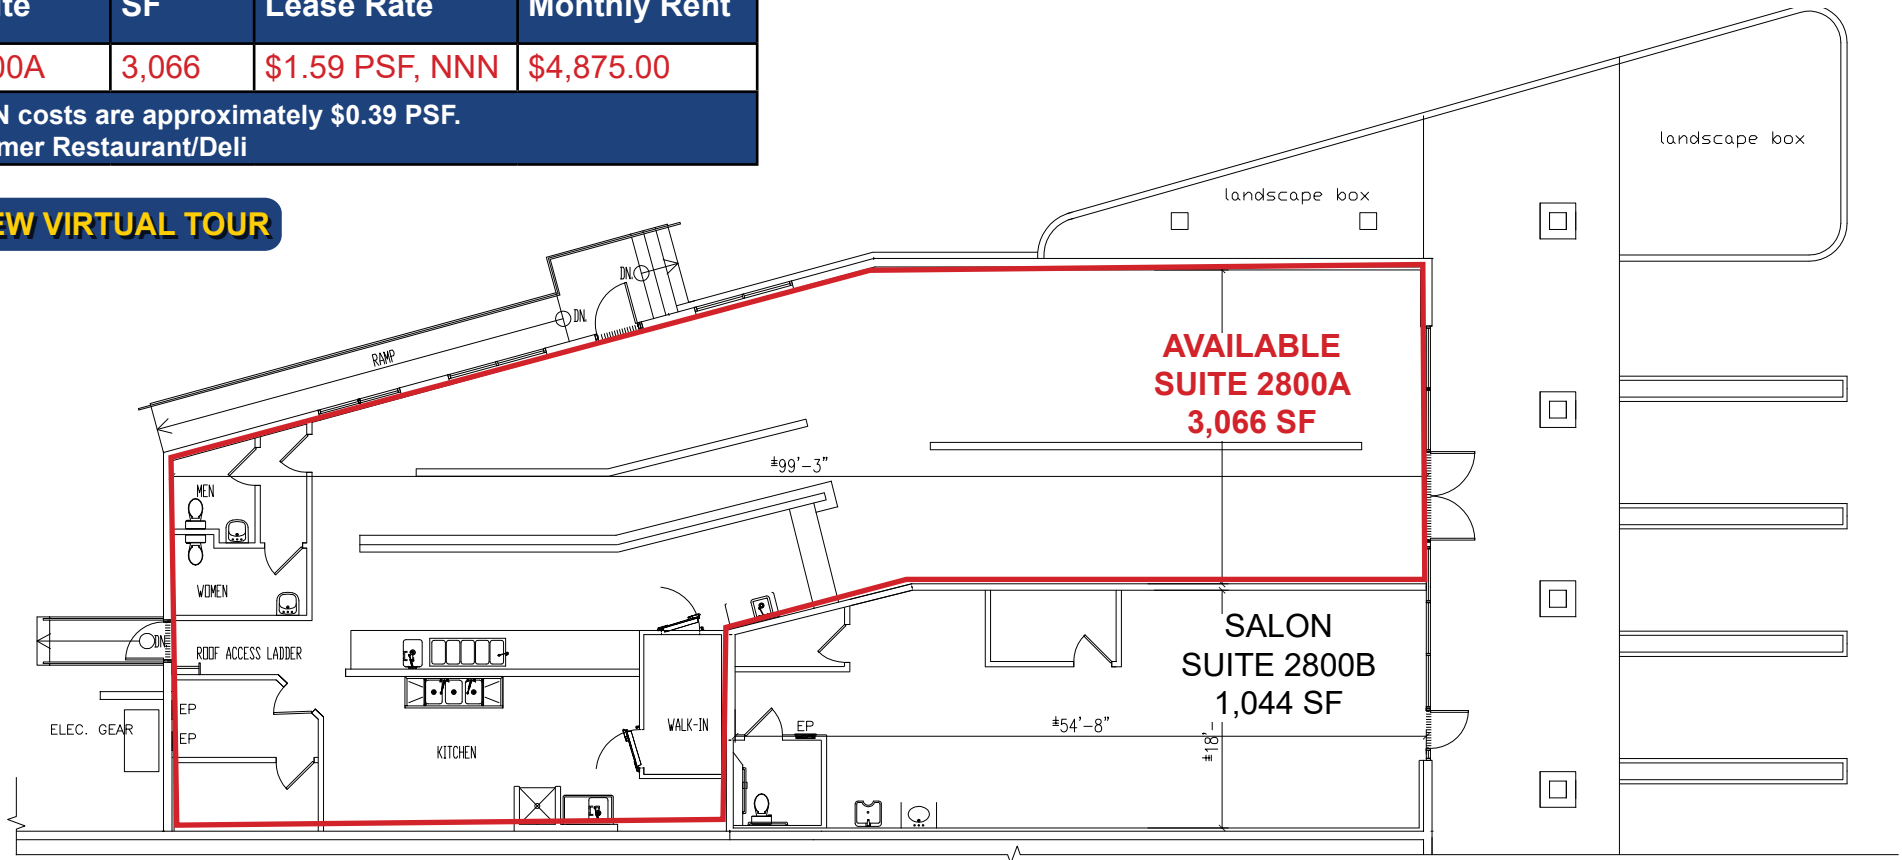 ite SF Lease Rate Monthly Rent
00A 3,066 $1.59 PSF, NNN $4,875.00
N costs are approximately $0.39 PSF.
mer Restaurant/Deli
EW VIRTUAL TOUR
landscape box
landscape box
DN.
DN.
RAMP
AVAILABLE
SUITE 2800A
3,066 SF
±99'-3"
MEN
WOMEN
DN.
ROOF ACCESS LADDER
SALON
SUITE 2800B
1,044 SF
EP
ELEC. GEAR
EP
KITCHEN
WALK-IN
EP
±54'-8"
±18'-